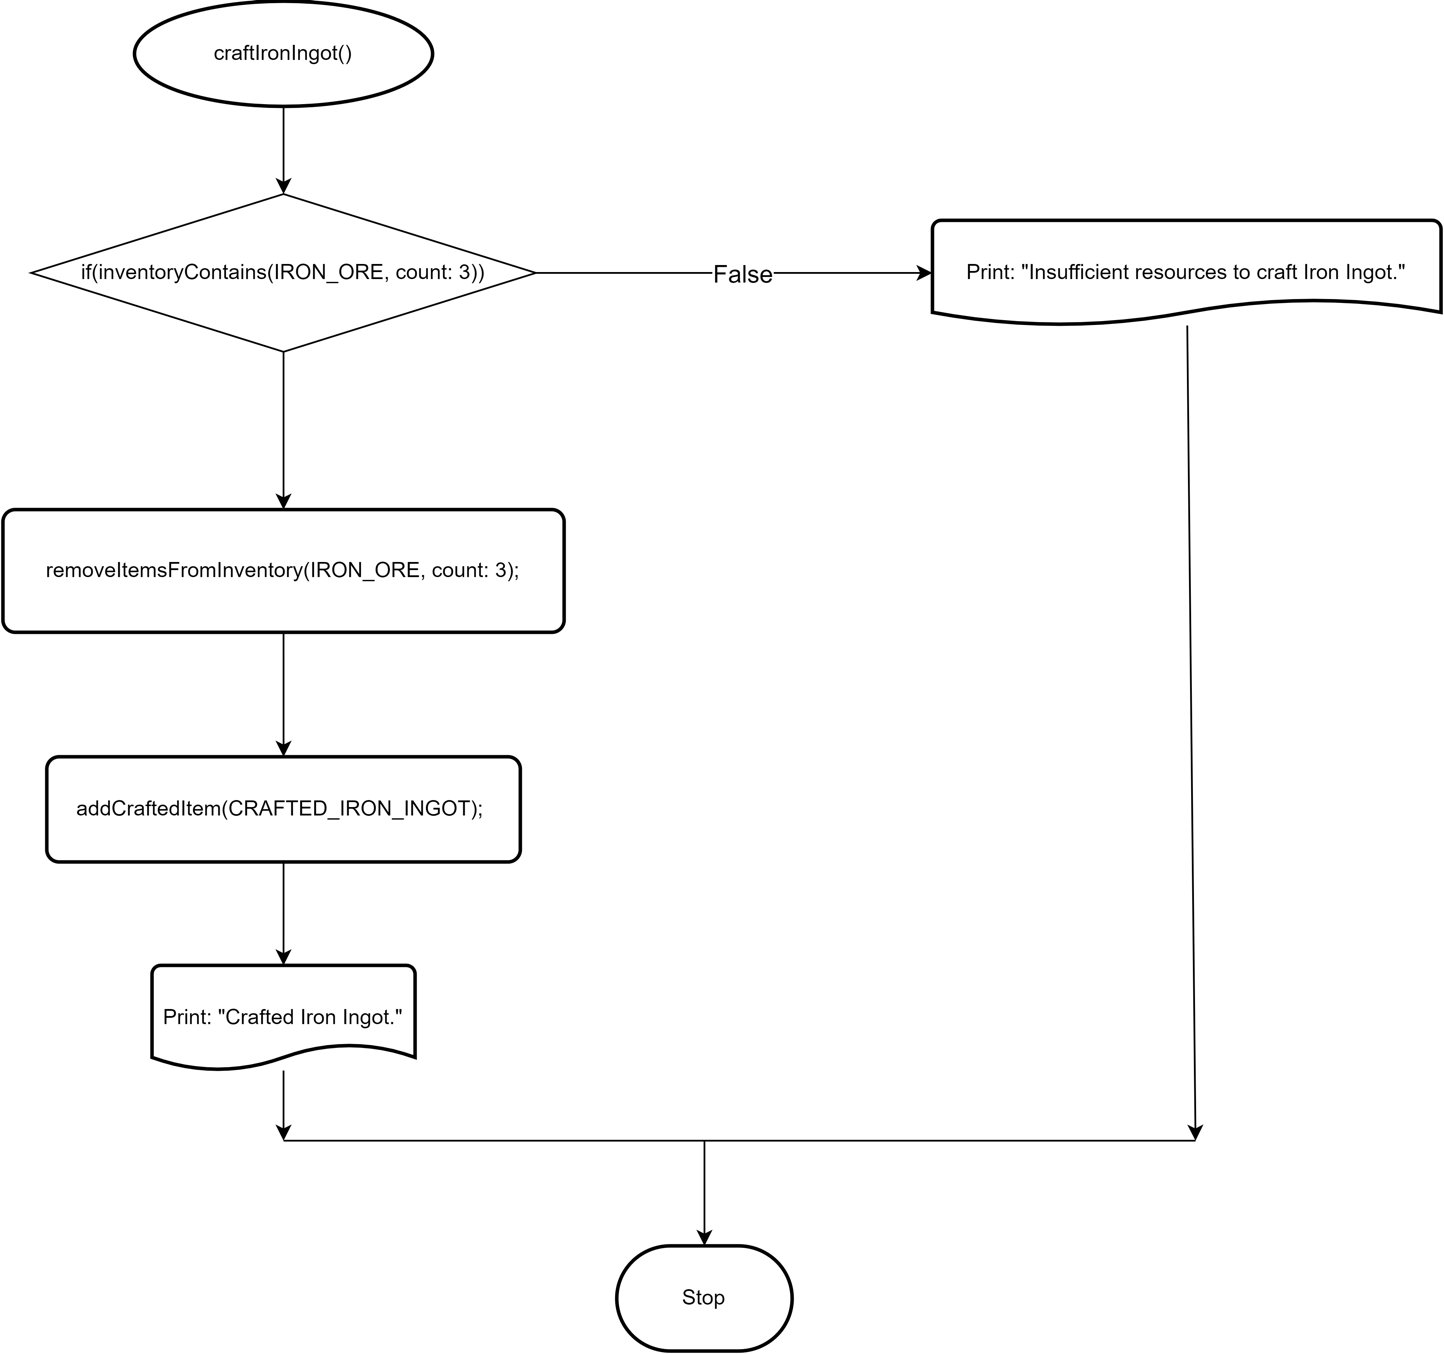 craftIronIngot()
if(inventoryContains(IRON_ORE, count: 3))
False
Print: "Insufficient resources to craft Iron Ingot."
removeItemsFromInventory(IRON_ORE, count: 3);
addCraftedItem(CRAFTED_IRON_INGOT);
Print: "Crafted Iron Ingot."
Stop